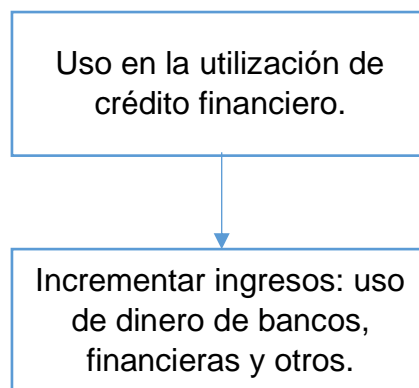 Uso en la utilización de
crédito financiero.
Incrementar ingresos: uso
de dinero de bancos,
financieras y otros.